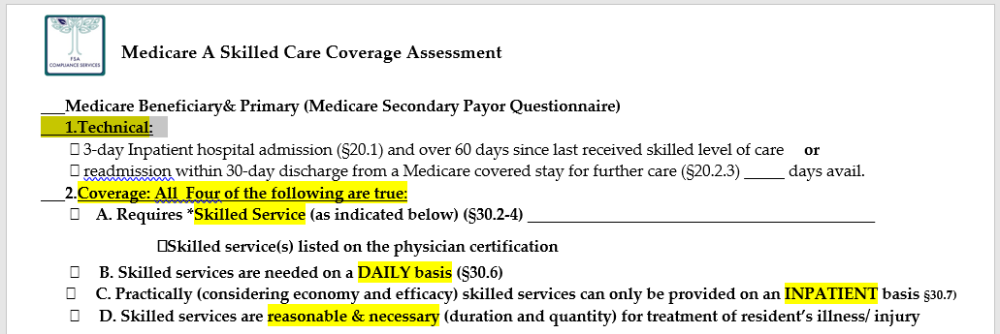 FSA
COMPLIANCE SERVICES
Medicare A Skilled Care Coverage Assessment
___Medicare Beneficiary& Primary (Medicare Secondary Payor Questionnaire)
___1.Technical:
☐ 3-day Inpatient hospital admission (§20.1) and over 60 days since last received skilled level of care or
☐ readmission within 30-day discharge from a Medicare covered stay for further care (§20.2.3) _____ days avail.
___2.Coverage: All Four of the following are true:
☐ A. Requires *Skilled Service (as indicated below) (§30.2-4) ______________________________________________
☐Skilled service(s) listed on the physician certification
☐ B. Skilled services are needed on a DAILY basis (§30.6)
☐ C. Practically (considering economy and efficacy) skilled services can only be provided on an INPATIENT basis §30.7)
☐ D. Skilled services are reasonable & necessary (duration and quantity) for treatment of resident's illness/ injury